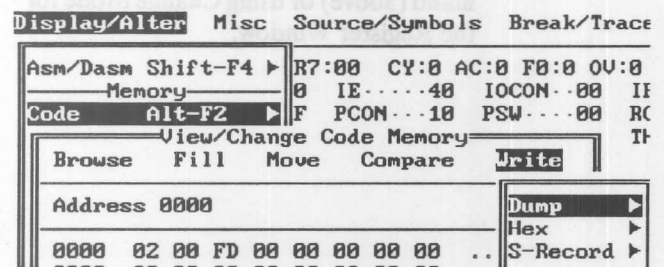 Display/Alter Misc Source/Symbols Break/Trace
Asm/Dasm Shift-F4 ► R7:00 CY:0 AC:0 F0:0 OV:0
Memory 0 IE·····40 IOCON··00
Code Alt-F2 ► F PCON···10 PSW····00
View/Change Code Memory
Browse Fill Move Compare Write
Address 0000
Dump ►
Hex ►
0000 02 00 FD 00 00 00 00 00 .. S-Record ►